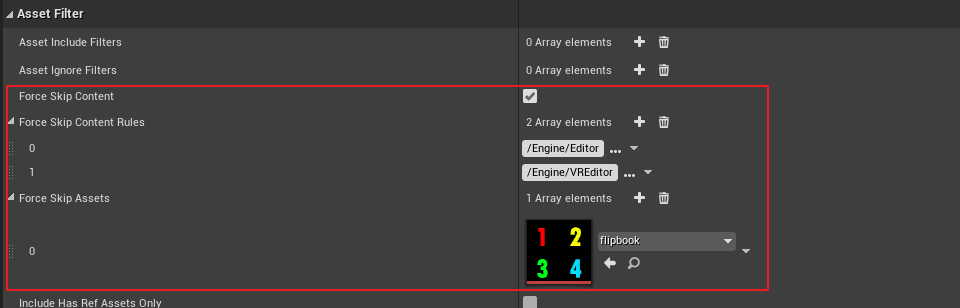 Asset Filter
Asset Include Filters 0 Array elements
Asset Ignore Filters 0 Array elements
Force Skip Content
Force Skip Content Rules 2 Array elements
0 /Engine/Editor ...
1 /Engine/VREditor ...
Force Skip Assets 1 Array elements
1 2
0 flipbook
3 4
Include Has Ref Assets Only